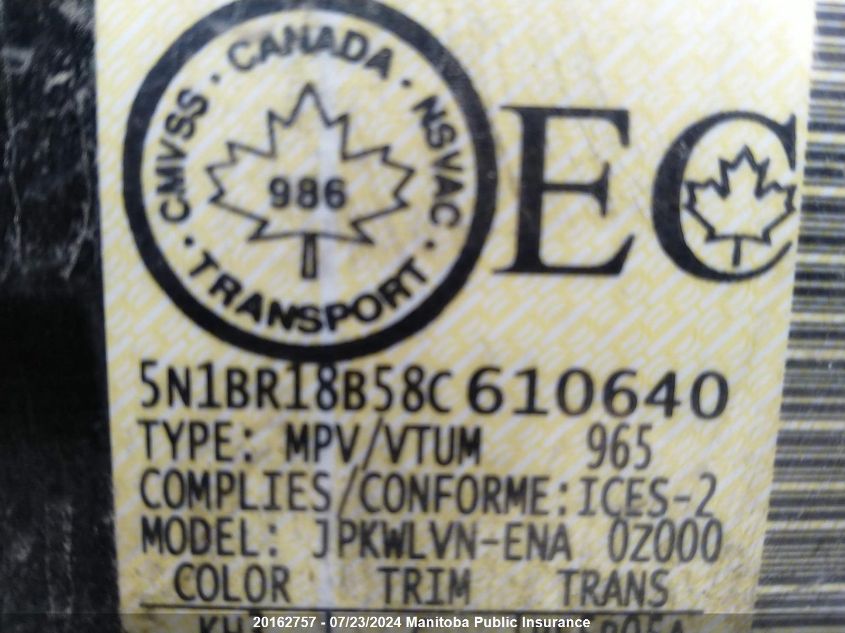 CMVSS · CANADA · NSVAC · TRANSPORT ·
986
EC
5N1BR18B58C610640
TYPE: MPV/VTUM 965
COMPLIES/CONFORME:ICES-2
MODEL: JPKWLVN-ENA 0Z000
COLOR TRIM TRANS
20162757 - 07/23/2024 Manitoba Public Insurance